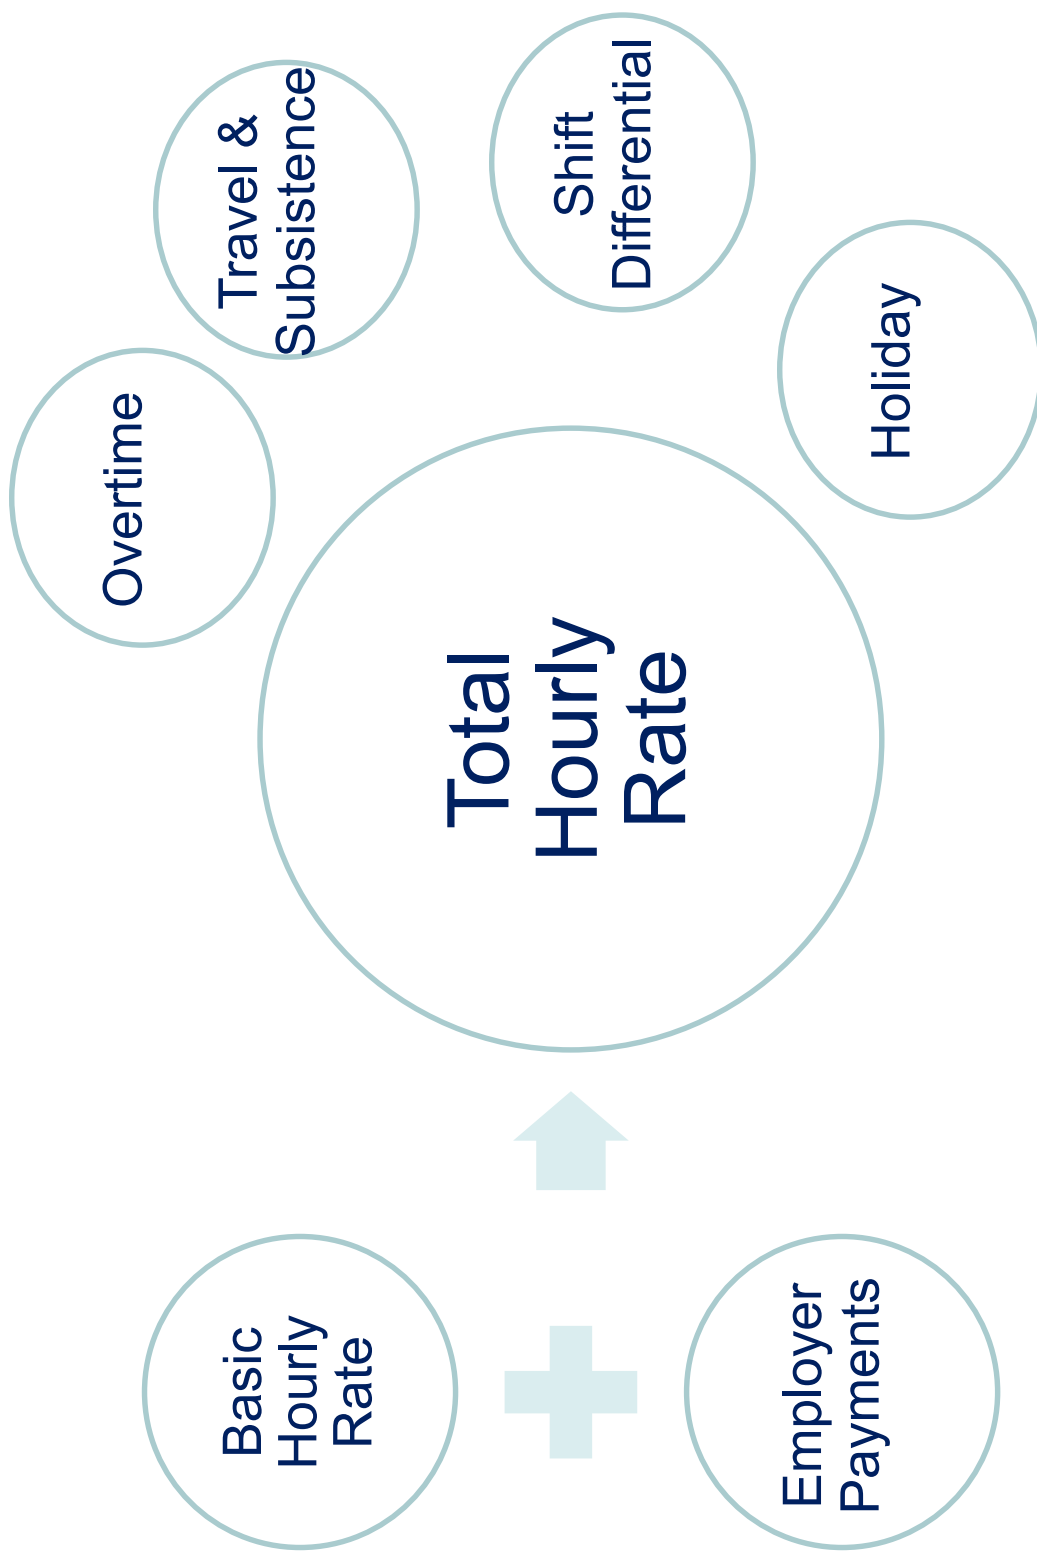 Basic
Hourly
Rate
Employer
Payments
Total
Hourly
Rate
Overtime
Travel &
Subsistence
Shift
Differential
Holiday